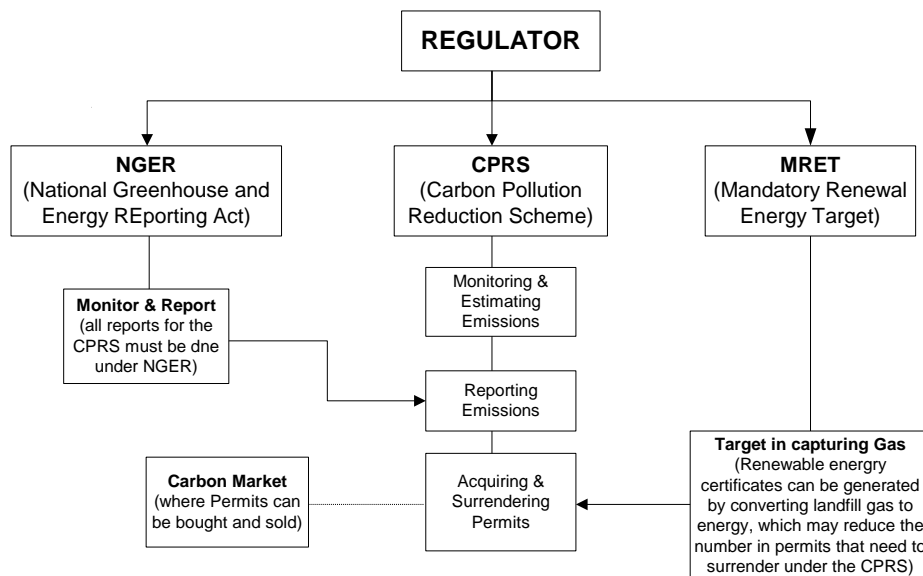 REGULATOR
NGER
(National Greenhouse and
Energy REporting Act)
CPRS
(Carbon Pollution
Reduction Scheme)
MRET
(Mandatory Renewal
Energy Target)
Monitor & Report
(all reports for the
CPRS must be dne
under NGER)
Monitoring &
Estimating
Emissions
Reporting
Emissions
Carbon Market
(where Permits can
be bought and sold)
Acquiring &
Surrendering
Permits
Target in capturing Gas
(Renewable energry
certificates can be generated
by converting landfill gas to
energy, which may reduce the
number in permits that need to
surrender under the CPRS)